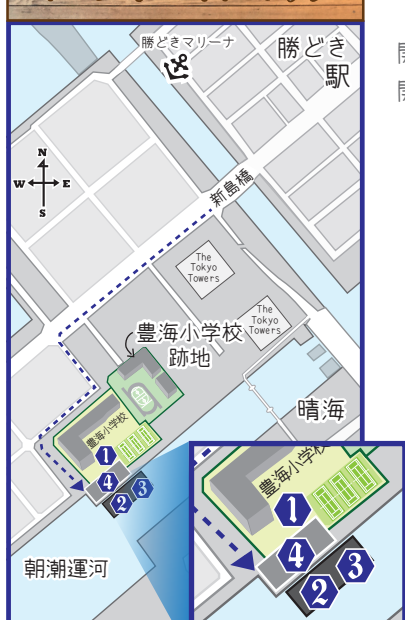 勝どきマリーナ
勝どき
駅
N
W E
S
新島橋
The
Tokyo
Towers
The
Tokyo
Towers
豊海小学校
跡地
晴海
豊海小学校
1
4
2
3
朝潮運河
豊海小学校
1
4
3
2